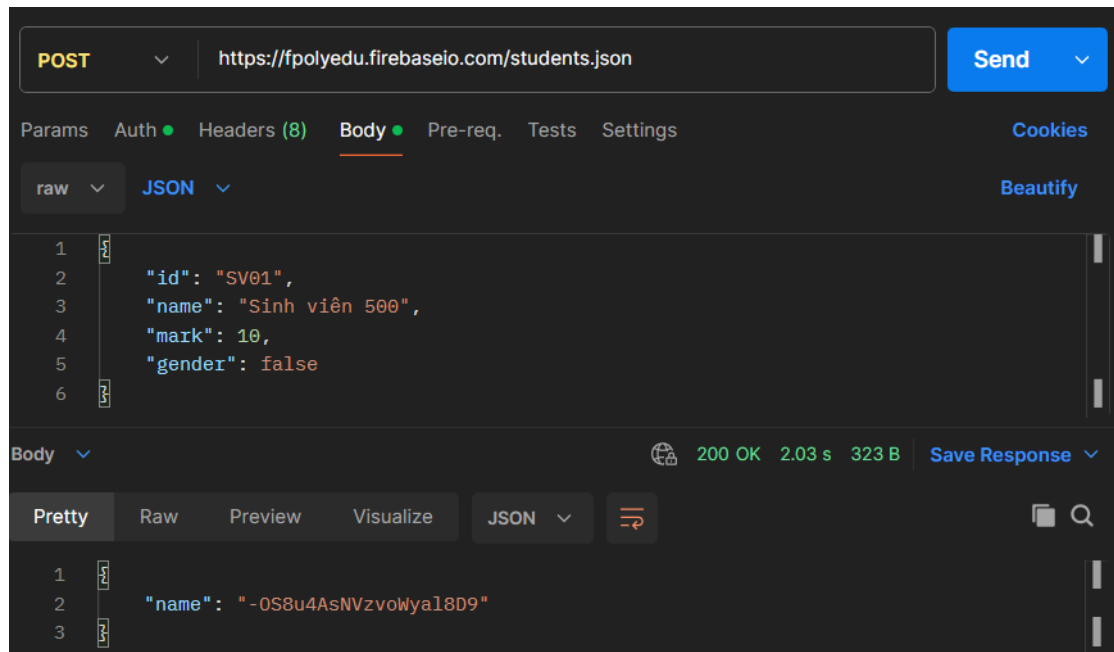 POST https://fpolyedu.firebaseio.com/students.json Send
Params Auth Headers (8) Body Pre-req. Tests Settings Cookies
raw JSON Beautify
1 {
2 "id": "SV01",
3 "name": "Sinh viên 500",
4 "mark": 10,
5 "gender": false
6 }
Body 200 OK 2.03 s 323 B Save Response
Pretty Raw Preview Visualize JSON
1 {
2 "name": "-OS8u4AsNVzvoWyal8D9"
3 }